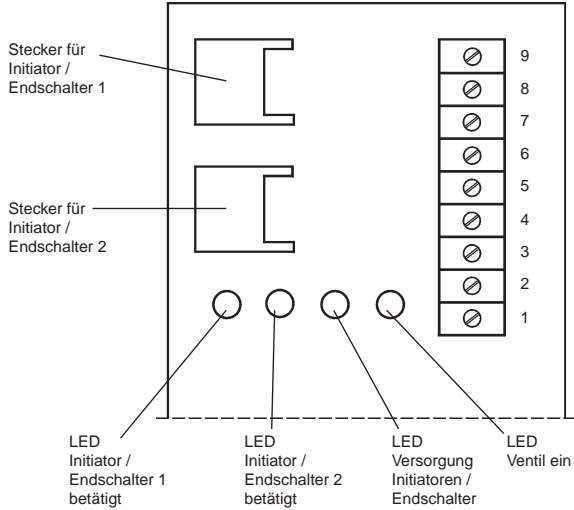 Stecker für
Initiator /
Endschalter 1
Stecker für
Initiator /
Endschalter 2
9
8
7
6
5
4
3
2
1
LED
Initiator /
Endschalter 1
betätigt
LED
Initiator /
Endschalter 2
betätigt
LED
Versorgung
Initiatoren /
Endschalter
LED
Ventil ein